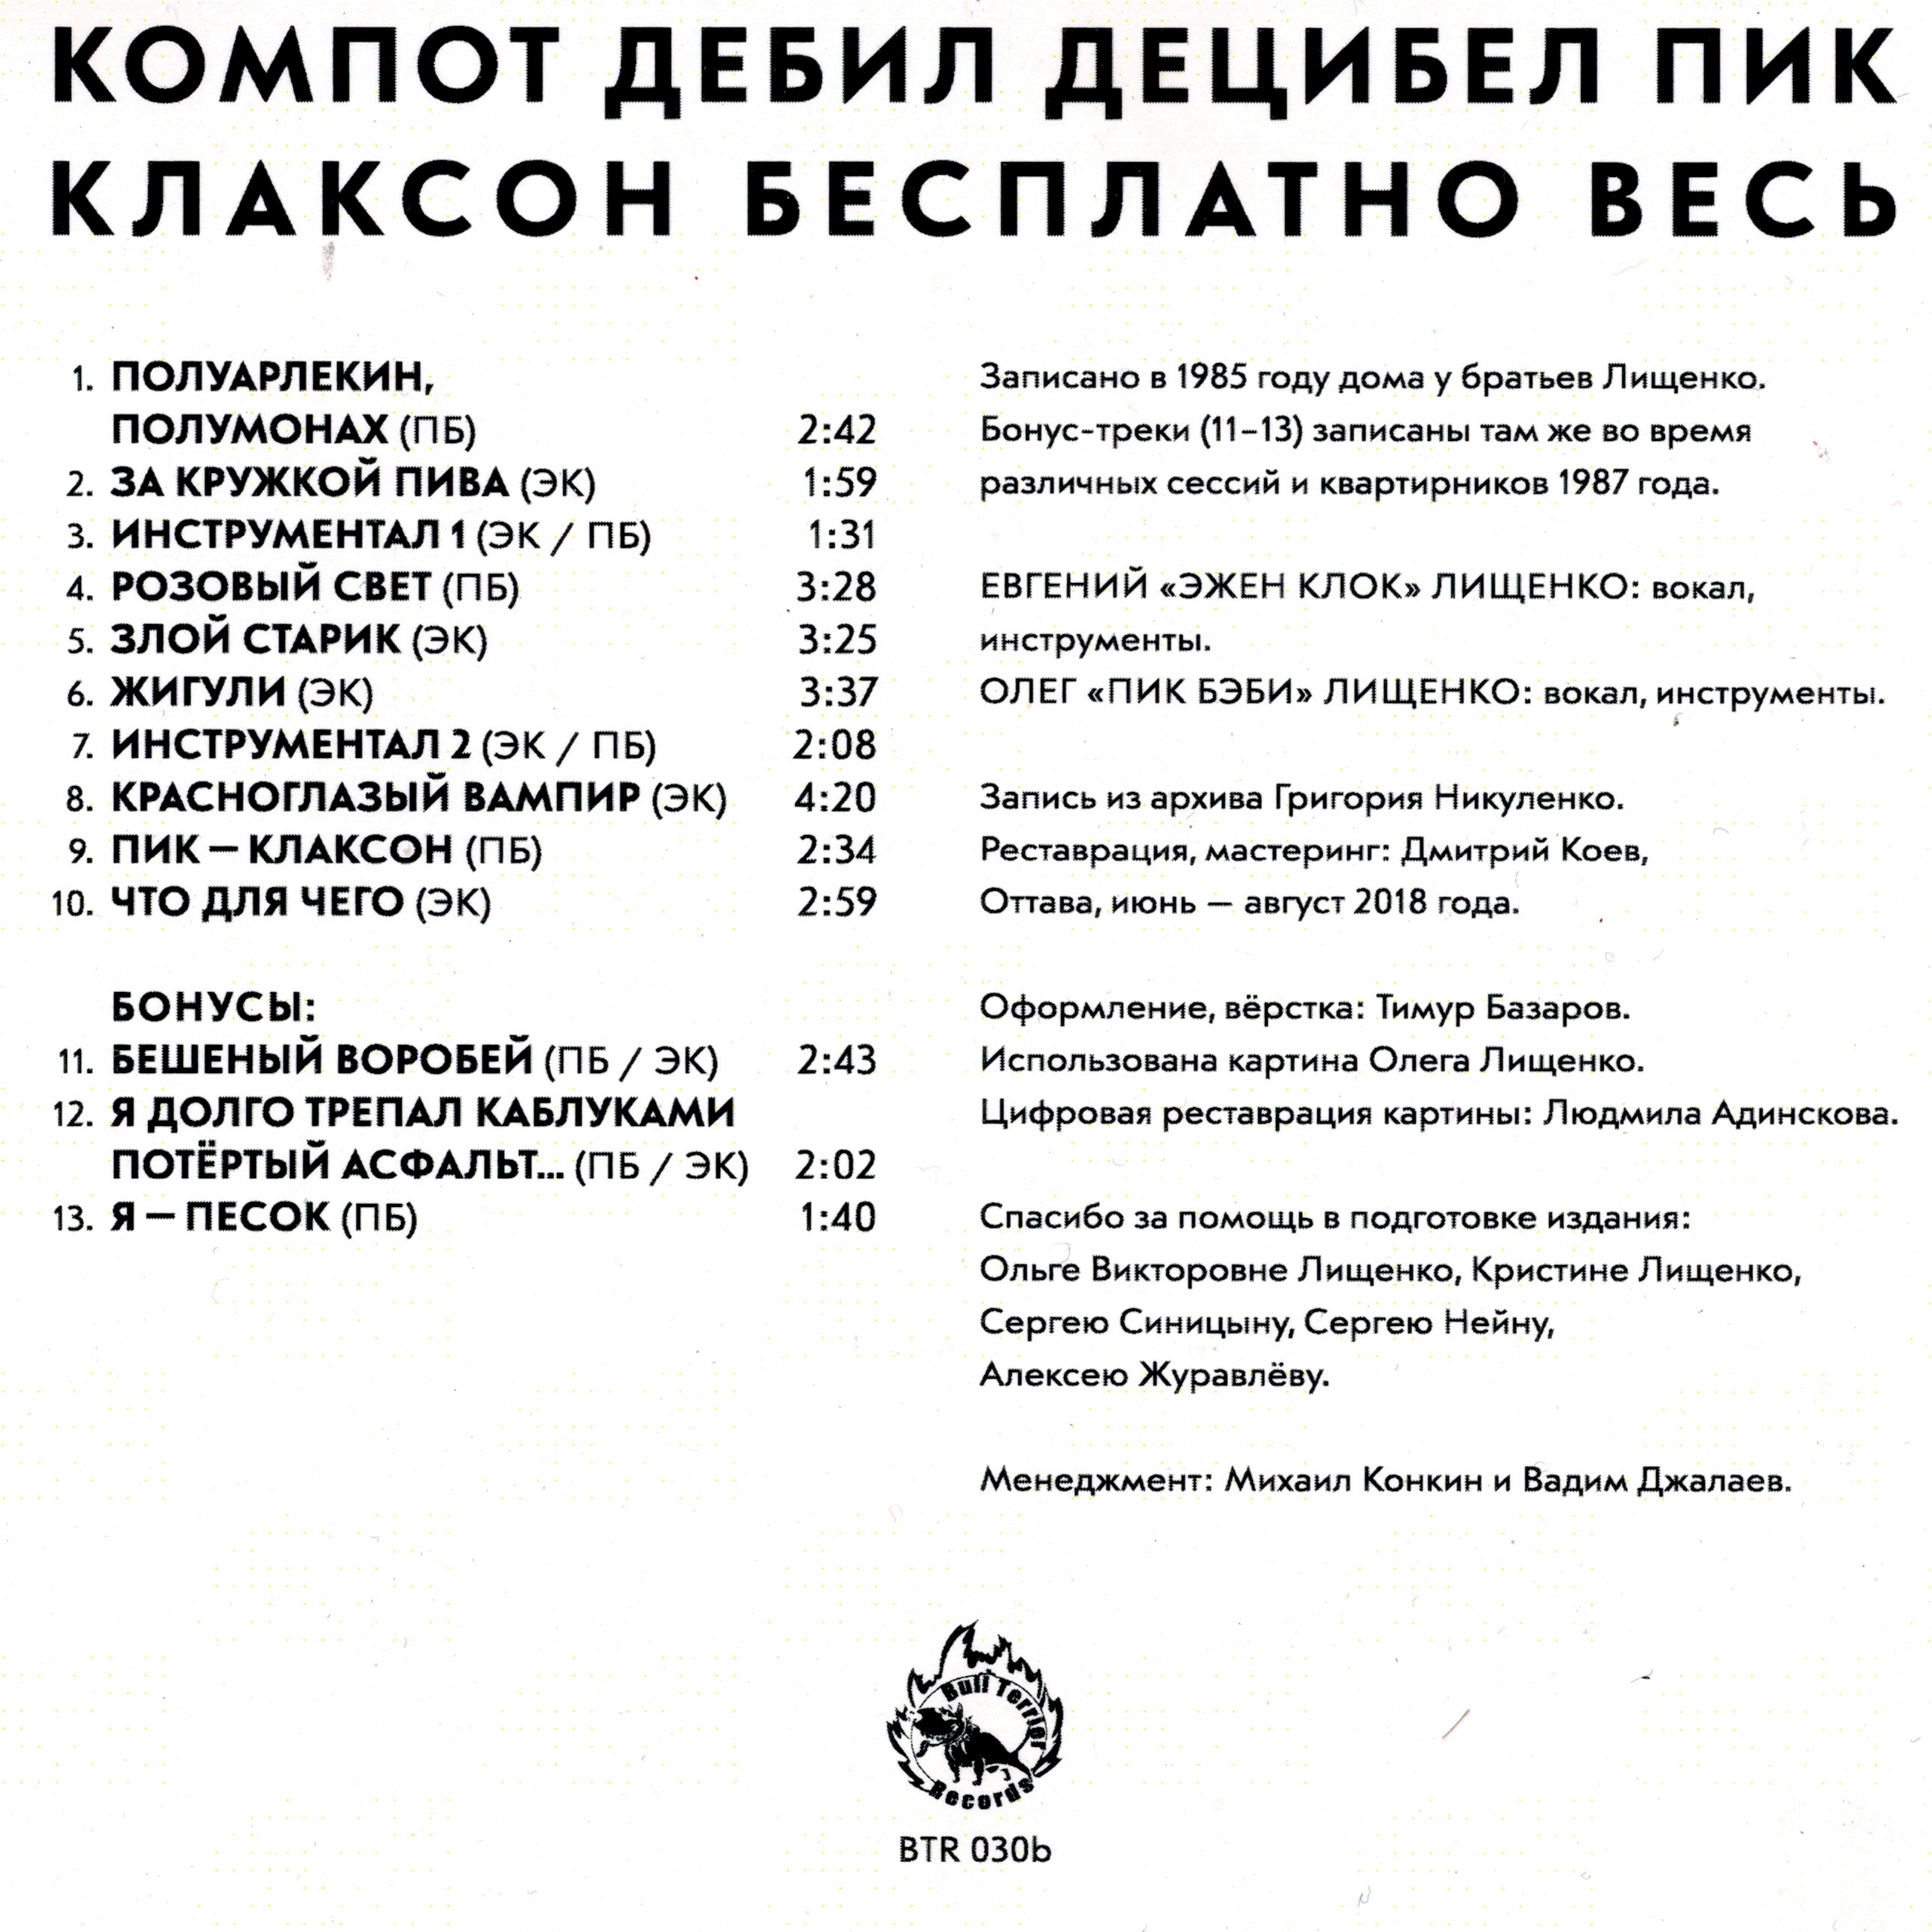 КОМПОТ ДЕБИЛ ДЕЦИБЕЛ ПИК
КЛАКСОН БЕСПЛАТНО ВЕСЬ
1. ПОЛУАРЛЕКИН,
ПОЛУМОНАХ (ПБ) 2:42
2. ЗА КРУЖКОЙ ПИВА (ЭК) 1:59
3. ИНСТРУМЕНТАЛ 1 (ЭК / ПБ) 1:31
4. РОЗОВЫЙ СВЕТ (ПБ) 3:28
5. ЗЛОЙ СТАРИК (ЭК) 3:25
6. ЖИГУЛИ (ЭК) 3:37
7. ИНСТРУМЕНТАЛ 2 (ЭК / ПБ) 2:08
8. КРАСНОГЛАЗЫЙ ВАМПИР (ЭК) 4:20
9. ПИК – КЛАКСОН (ПБ) 2:34
10. ЧТО ДЛЯ ЧЕГО (ЭК) 2:59
БОНУСЫ:
11. БЕШЕНЫЙ ВОРОБЕЙ (ПБ / ЭК) 2:43
12. Я ДОЛГО ТРЕПАЛ КАБЛУКАМИ
ПОТЁРТЫЙ АСФАЛЬТ... (ПБ / ЭК) 2:02
13. Я – ПЕСОК (ПБ) 1:40
Записано в 1985 году дома у братьев Лищенко.
Бонус-треки (11–13) записаны там же во время
различных сессий и квартирников 1987 года.
ЕВГЕНИЙ «ЭЖЕН КЛОК» ЛИЩЕНКО: вокал,
инструменты.
ОЛЕГ «ПИК БЭБИ» ЛИЩЕНКО: вокал, инструменты.
Запись из архива Григория Никуленко.
Реставрация, мастеринг: Дмитрий Коев,
Оттава, июнь – август 2018 года.
Оформление, вёрстка: Тимур Базаров.
Использована картина Олега Лищенко.
Цифровая реставрация картины: Людмила Адинскова.
Спасибо за помощь в подготовке издания:
Ольге Викторовне Лищенко, Кристине Лищенко,
Сергею Синицыну, Сергею Нейну,
Алексею Журавлёву.
Менеджмент: Михаил Конкин и Вадим Джалаев.
Bull Terrier
Records
BTR 030b